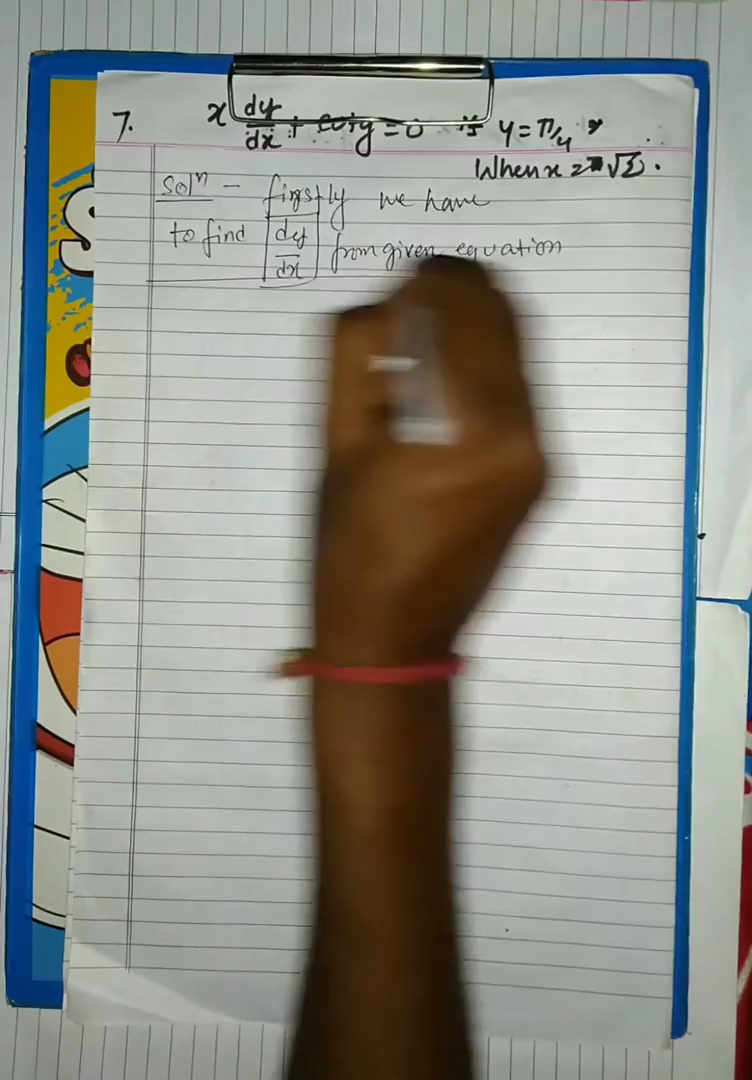 7. x dy/dx + coty = 0 if y = π/4
When x = √2.
Solⁿ - firstly we have
to find dy/dx from given equation